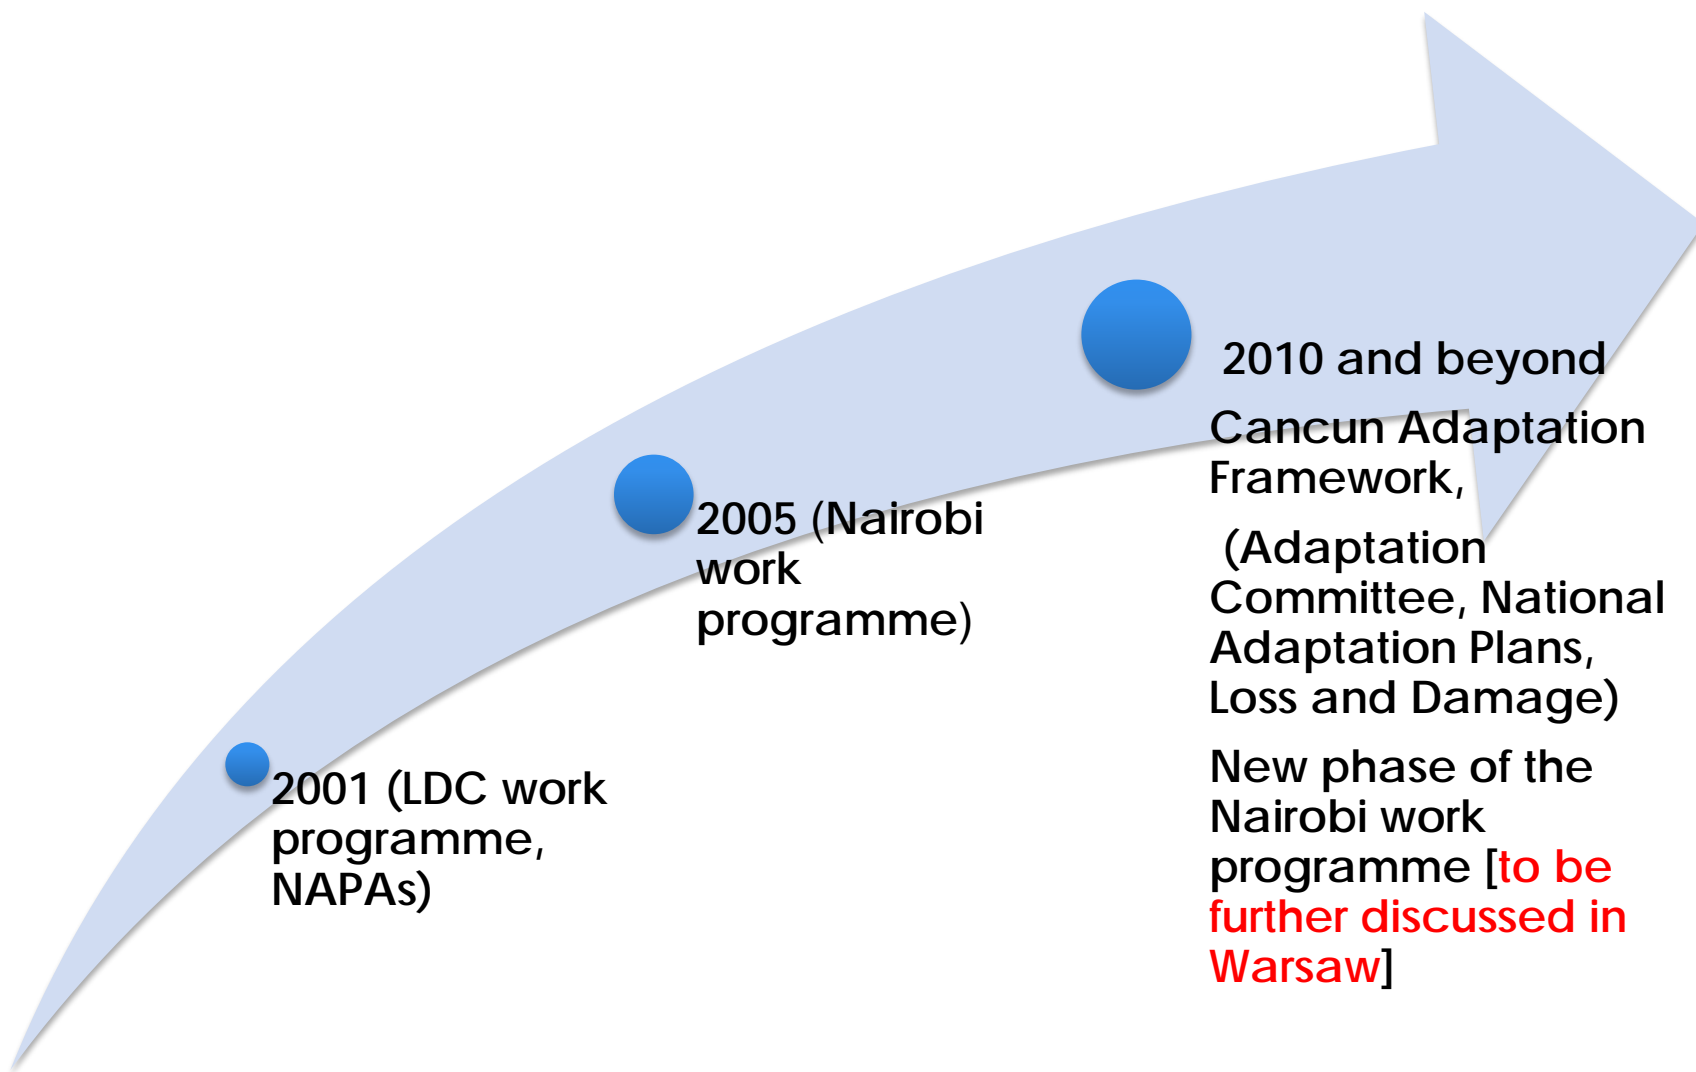 2001 (LDC work
programme,
NAPAs)
2005 (Nairobi
work
programme)
2010 and beyond
Cancun Adaptation
Framework,
(Adaptation
Committee, National
Adaptation Plans,
Loss and Damage)
New phase of the
Nairobi work
programme [to be
further discussed in
Warsaw]